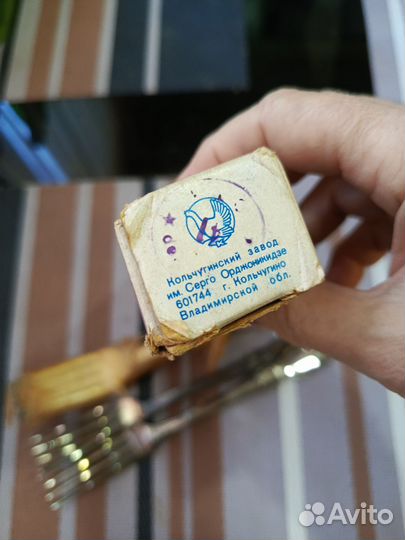 Кольчугинский завод
им. Серго Орджоникидзе
601744 г. Кольчугино
Владимирской обл.
Avito